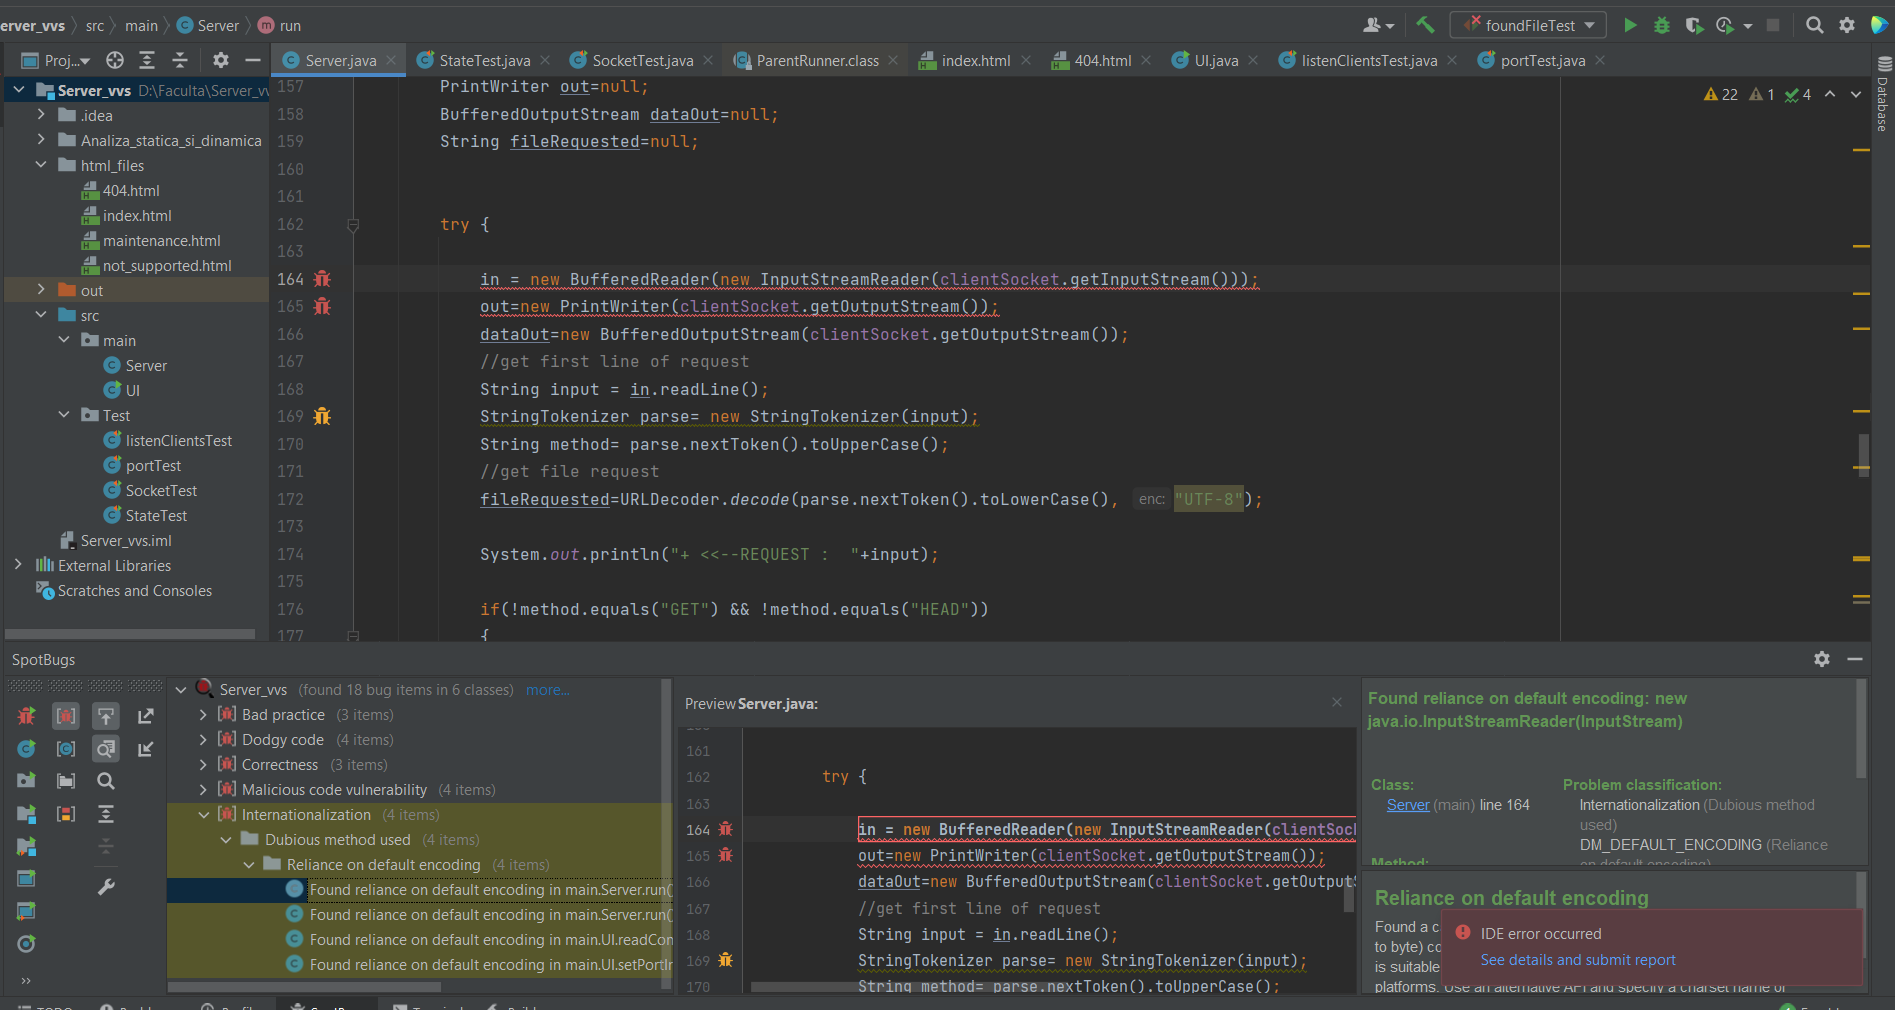 erver_vvs
src
main
Server
run
foundFileTest
Proj...
Server.java
StateTest.java
SocketTest.java
ParentRunner.class
index.html
404.html
UI.java
listenClientsTest.java
portTest.java
Database
Server_vvs D:\Faculta\Server_v
.idea
Analiza_statica_si_dinamica
html_files
404.html
index.html
maintenance.html
not_supported.html
out
src
main
Server
UI
Test
listenClientsTest
portTest
SocketTest
StateTest
Server_vvs.iml
External Libraries
Scratches and Consoles
22 1 4
157 PrintWriter out=null;
158 BufferedOutputStream dataOut=null;
159 String fileRequested=null;
160
161
162 try {
163
164 in = new BufferedReader(new InputStreamReader(clientSocket.getInputStream()));
165 out=new PrintWriter(clientSocket.getOutputStream());
166 dataOut=new BufferedOutputStream(clientSocket.getOutputStream());
167 //get first line of request
168 String input = in.readLine();
169 StringTokenizer parse= new StringTokenizer(input);
170 String method= parse.nextToken().toUpperCase();
171 //get file request
172 fileRequested=URLDecoder.decode(parse.nextToken().toLowerCase(), enc: "UTF-8");
173
174 System.out.println("+ <<--REQUEST :  "+input);
175
176 if(!method.equals("GET") && !method.equals("HEAD"))
177 {
SpotBugs
Server_vvs (found 18 bug items in 6 classes) more...
Bad practice (3 items)
Dodgy code (4 items)
Correctness (3 items)
Malicious code vulnerability (4 items)
Internationalization (4 items)
Dubious method used (4 items)
Reliance on default encoding (4 items)
Found reliance on default encoding in main.Server.run(
Found reliance on default encoding in main.Server.run(
Found reliance on default encoding in main.UI.readCon
Found reliance on default encoding in main.UI.setPortIr
Preview Server.java:
161
162 try {
163
164 in = new BufferedReader(new InputStreamReader(clientSoc
165 out=new PrintWriter(clientSocket.getOutputStream());
166 dataOut=new BufferedOutputStream(clientSocket.getOutputS
167 //get first line of request
168 String input = in.readLine();
169 StringTokenizer parse= new StringTokenizer(input);
170 String method= parse.nextToken().toUpperCase();
Found reliance on default encoding: new
java.io.InputStreamReader(InputStream)
Class:
Server (main) line 164
Method:
Problem classification:
Internationalization (Dubious method
used)
DM_DEFAULT_ENCODING (Reliance
on default encoding)
Reliance on default encoding
Found a c
to byte) co
is suitable
platforms. Use an alternative API and specify a charset name or
IDE error occurred
See details and submit report